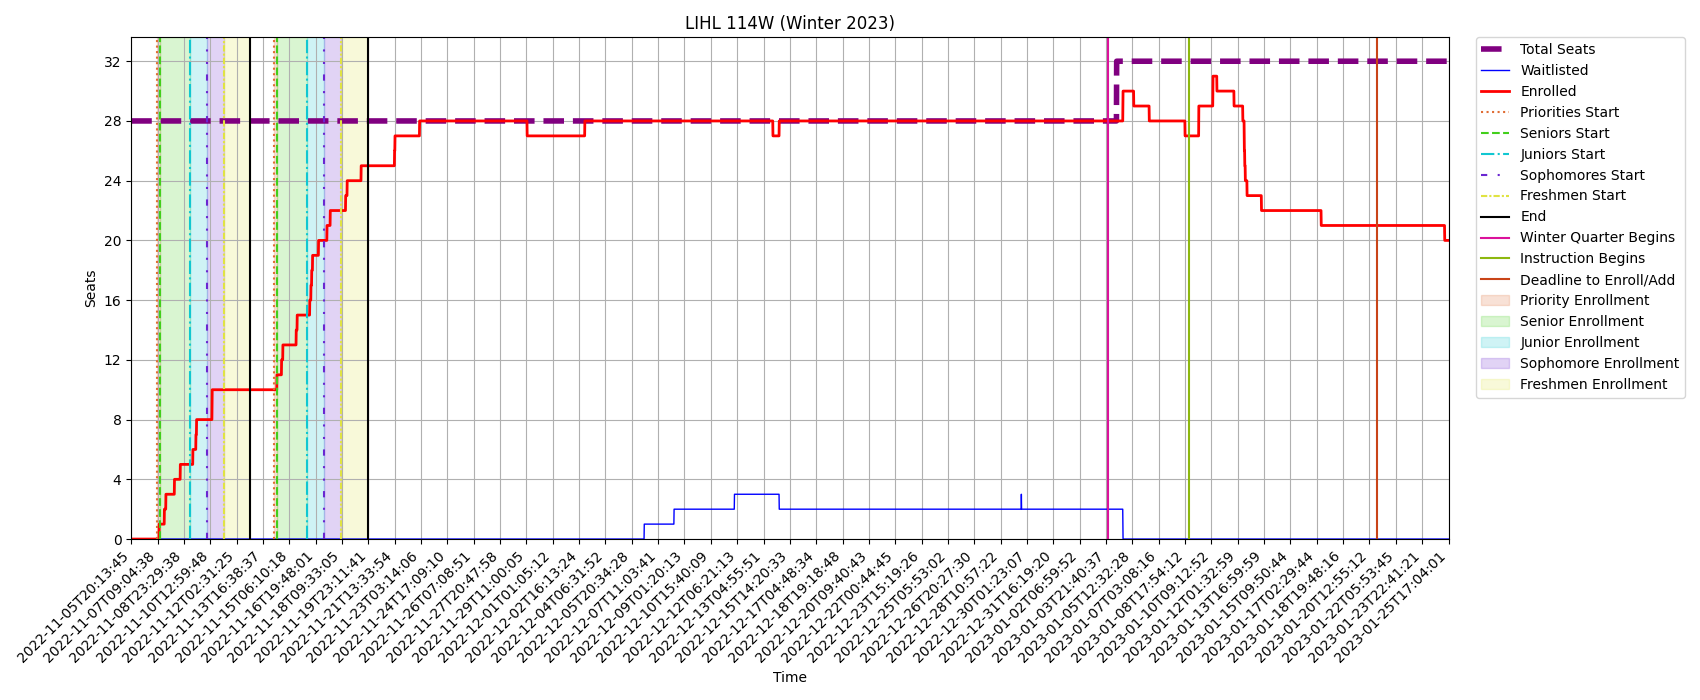 LIHL 114W (Winter 2023)
Seats
32
28
24
20
16
12
8
4
0
2022-11-05T20:13:45
2022-11-07T09:04:38
2022-11-08T23:29:38
2022-11-10T12:59:48
2022-11-12T02:31:25
2022-11-13T16:38:37
2022-11-15T06:10:18
2022-11-16T19:48:01
2022-11-18T09:33:05
2022-11-19T23:11:41
2022-11-21T13:33:54
2022-11-23T03:14:06
2022-11-24T17:09:10
2022-11-26T07:08:51
2022-11-27T20:47:58
2022-11-29T11:00:05
2022-12-01T01:05:12
2022-12-02T16:13:24
2022-12-04T06:31:52
2022-12-05T20:34:28
2022-12-07T11:03:41
2022-12-09T01:20:13
2022-12-10T15:40:09
2022-12-12T06:21:13
2022-12-13T04:55:51
2022-12-15T14:20:33
2022-12-17T04:48:34
2022-12-18T19:18:48
2022-12-20T09:40:43
2022-12-22T00:44:45
2022-12-23T15:19:26
2022-12-25T05:53:02
2022-12-26T20:27:30
2022-12-28T10:57:22
2022-12-30T01:23:07
2022-12-31T16:19:20
2023-01-02T06:59:52
2023-01-03T21:40:37
2023-01-05T12:32:28
2023-01-07T03:08:16
2023-01-08T17:54:12
2023-01-10T09:12:52
2023-01-12T01:32:59
2023-01-13T16:59:59
2023-01-15T09:50:44
2023-01-17T02:29:44
2023-01-18T19:48:16
2023-01-20T12:55:12
2023-01-22T05:53:45
2023-01-23T22:41:21
2023-01-25T17:04:01
Time
Total Seats
Waitlisted
Enrolled
Priorities Start
Seniors Start
Juniors Start
Sophomores Start
Freshmen Start
End
Winter Quarter Begins
Instruction Begins
Deadline to Enroll/Add
Priority Enrollment
Senior Enrollment
Junior Enrollment
Sophomore Enrollment
Freshmen Enrollment